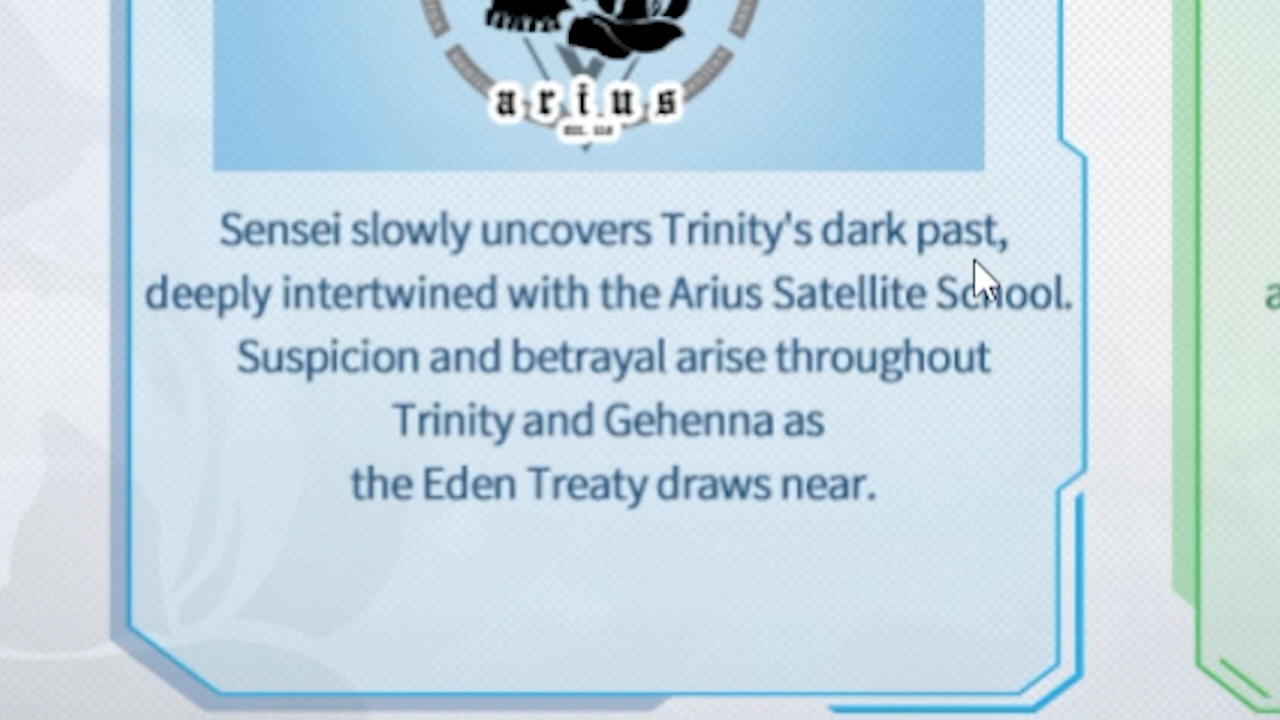 arius
Sensei slowly uncovers Trinity's dark past,
deeply intertwined with the Arius Satellite School.
Suspicion and betrayal arise throughout
Trinity and Gehenna as
the Eden Treaty draws near.